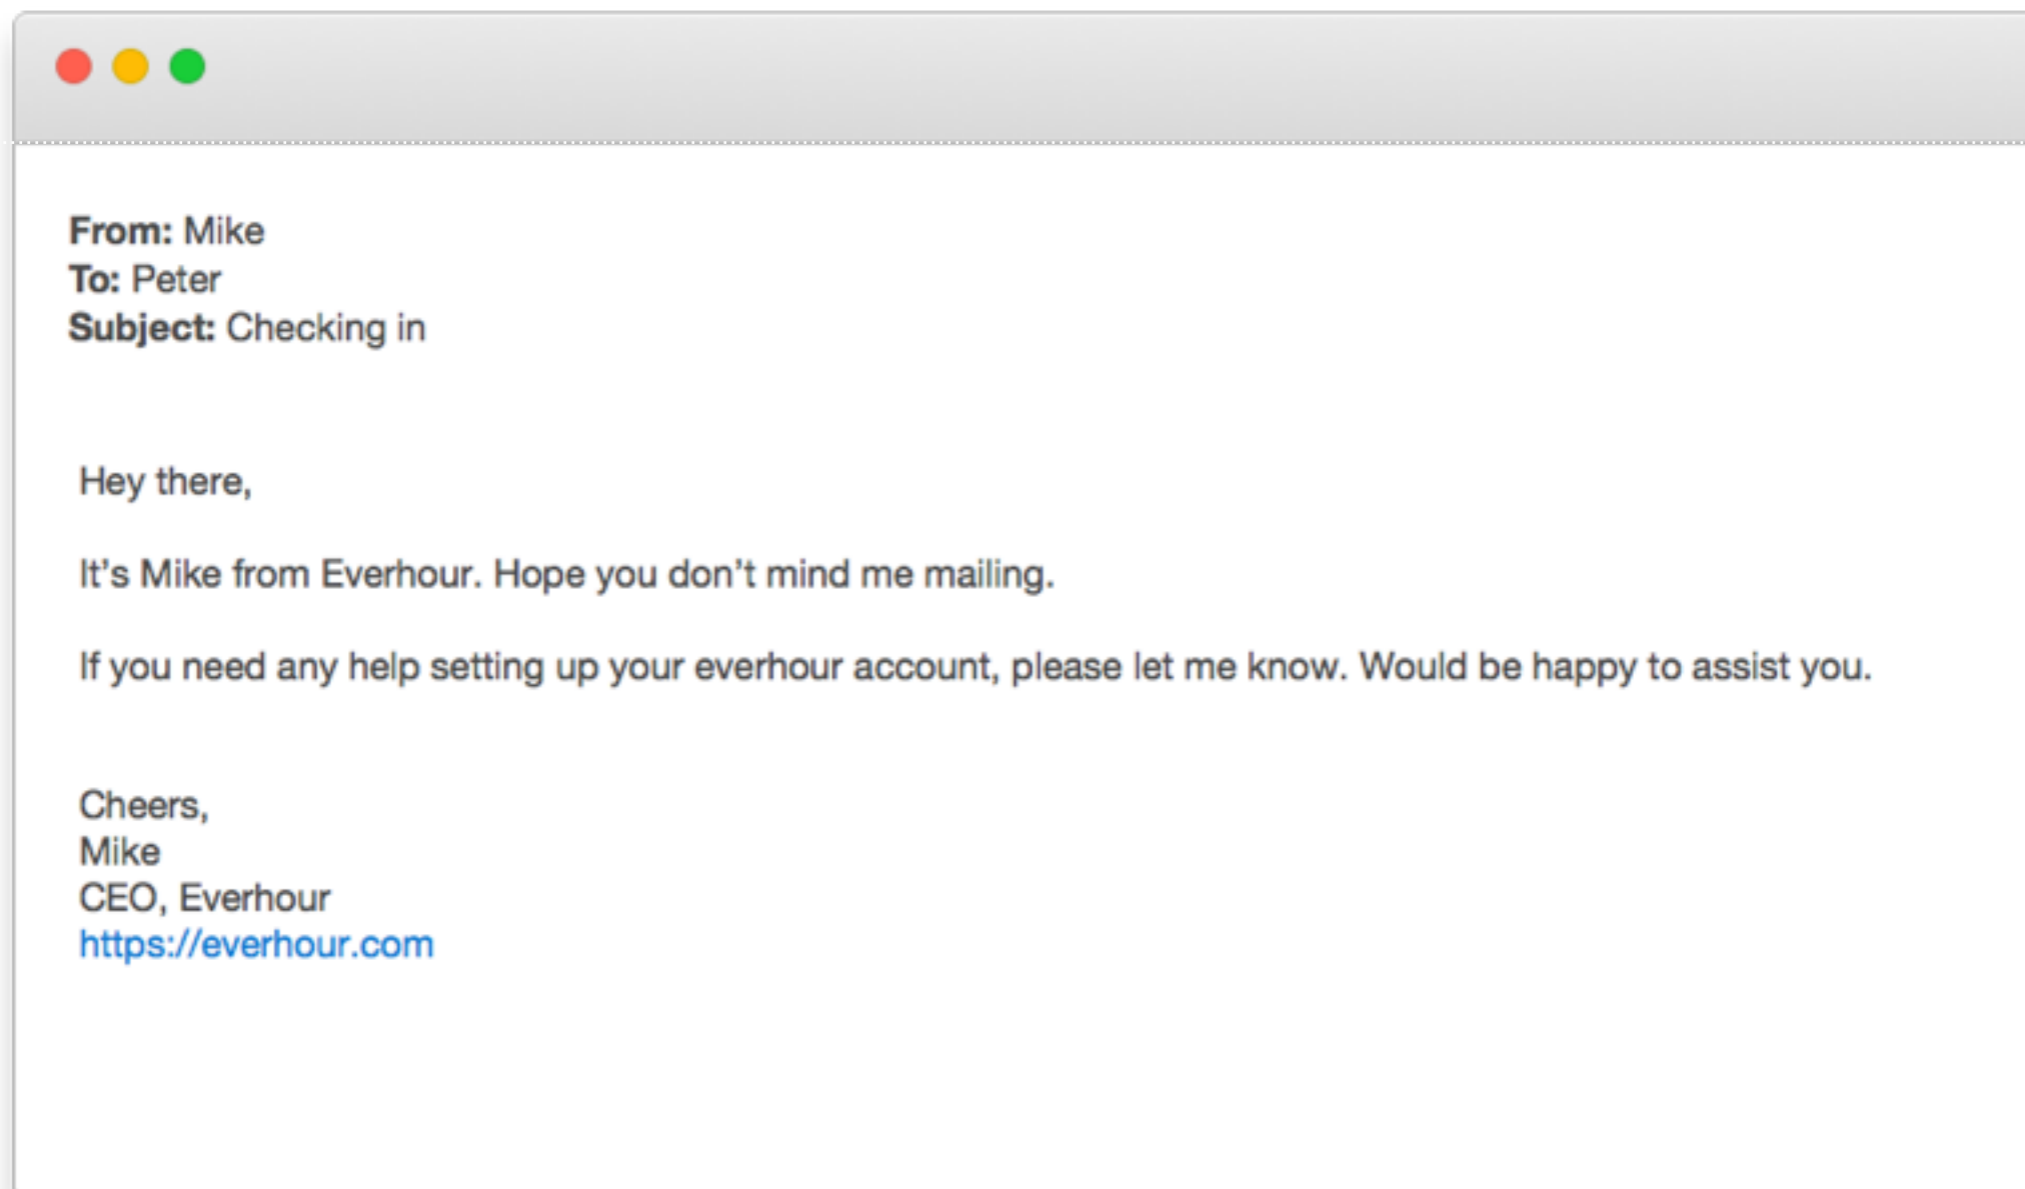 From: Mike
To: Peter
Subject: Checking in
Hey there,
It’s Mike from Everhour. Hope you don’t mind me mailing.
If you need any help setting up your everhour account, please let me know. Would be happy to assist you.
Cheers,
Mike
CEO, Everhour
https://everhour.com